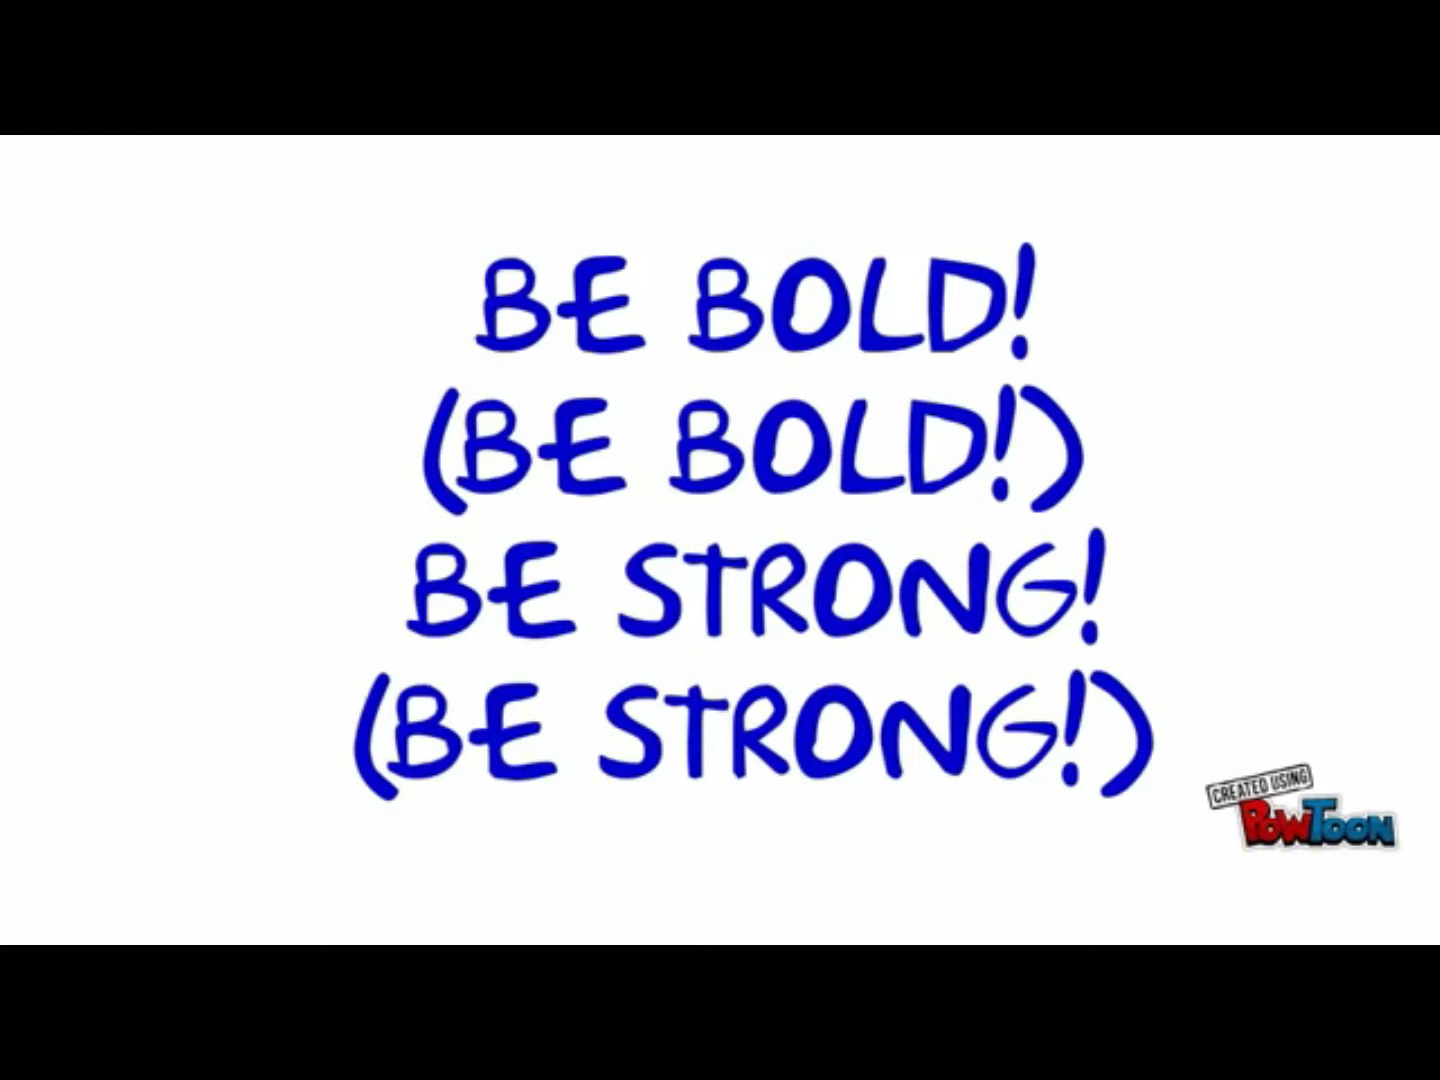 BE BOLD!
(BE BOLD!)
BE STRONG!
(BE STRONG!)
CREATED USING
POWTOON